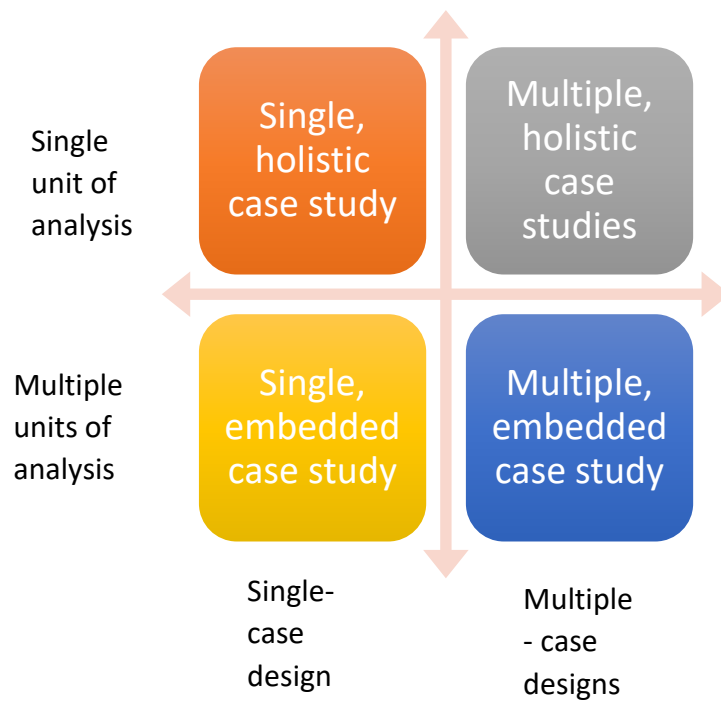 Single
unit of
analysis
Single,
holistic
case study
Multiple,
holistic
case
studies
Multiple
units of
analysis
Single,
embedded
case study
Multiple,
embedded
case study
Single-
case
design
Multiple
- case
designs